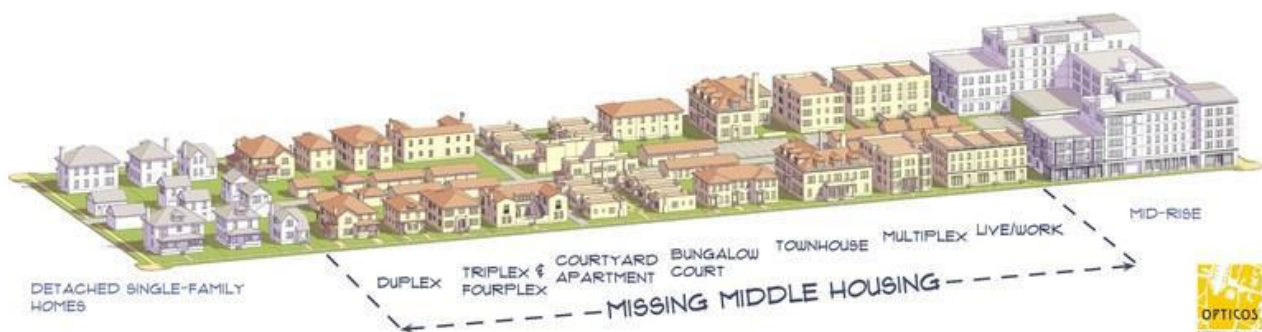 DETACHED SINGLE-FAMILY
HOMES
DUPLEX
TRIPLEX &
FOURPLEX
COURTYARD
APARTMENT
BUNGALOW
COURT
TOWNHOUSE
MULTIPLEX
LIVE/WORK
MISSING MIDDLE HOUSING
MID-RISE
OPTICOS